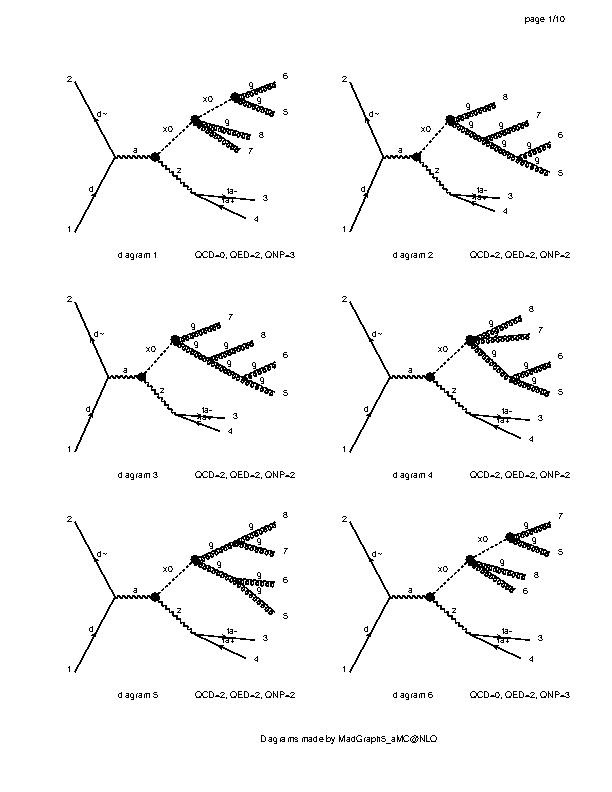 page 1/10
2
d~
d
1
a
x0
x0
g
g
6
5
g
g
8
7
z
ta-
ta+
3
4
diagram 1 QCD=0, QED=2, QNP=3
2
d~
d
1
a
x0
g
8
g
g
7
g
g
6
5
z
ta-
ta+
3
4
diagram 2 QCD=2, QED=2, QNP=2
2
d~
d
1
a
x0
g
7
g
g
8
g
g
6
5
z
ta-
ta+
3
4
diagram 3 QCD=2, QED=2, QNP=2
2
d~
d
1
a
x0
g
8
g
7
g
g
6
g
5
z
ta-
ta+
3
4
diagram 4 QCD=2, QED=2, QNP=2
2
d~
d
1
a
x0
g
g
8
g
7
g
g
6
g
5
z
ta-
ta+
3
4
diagram 5 QCD=2, QED=2, QNP=2
2
d~
d
1
a
x0
x0
g
7
g
5
g
8
g
6
z
ta-
ta+
3
4
diagram 6 QCD=0, QED=2, QNP=3
Diagrams made by MadGraph5_aMC@NLO